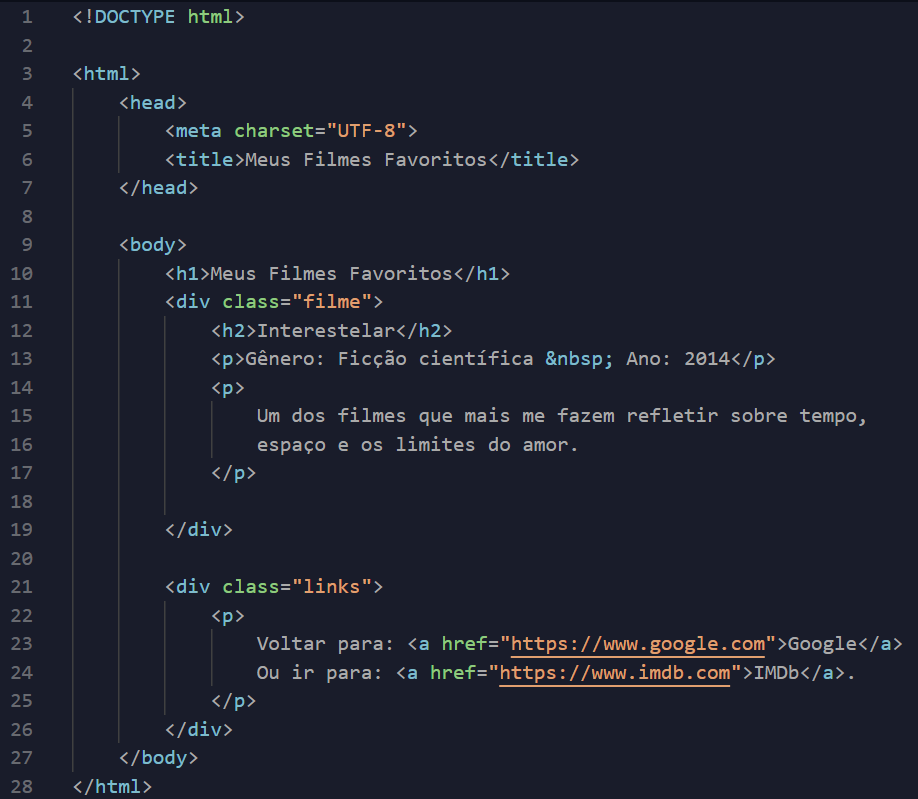 1 <!DOCTYPE html>
2
3 <html>
4     <head>
5         <meta charset="UTF-8">
6         <title>Meus Filmes Favoritos</title>
7     </head>
8
9     <body>
10         <h1>Meus Filmes Favoritos</h1>
11         <div class="filme">
12             <h2>Interestelar</h2>
13             <p>Gênero: Ficção científica &nbsp; Ano: 2014</p>
14             <p>
15                 Um dos filmes que mais me fazem refletir sobre tempo,
16                 espaço e os limites do amor.
17             </p>
18
19         </div>
20
21         <div class="links">
22             <p>
23                 Voltar para: <a href="https://www.google.com">Google</a>
24                 Ou ir para: <a href="https://www.imdb.com">IMDb</a>.
25             </p>
26         </div>
27     </body>
28 </html>